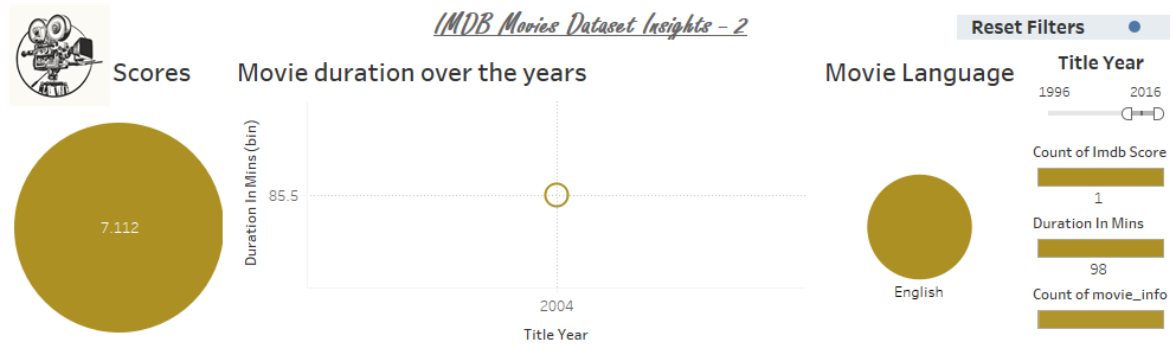 IMDB Movies Dataset Insights - 2
Reset Filters
Scores
Movie duration over the years
Movie Language
Title Year
1996
2016
Count of Imdb Score
1
Duration In Mins
98
Count of movie_info
7.112
Duration In Mins (bin)
85.5
2004
Title Year
English